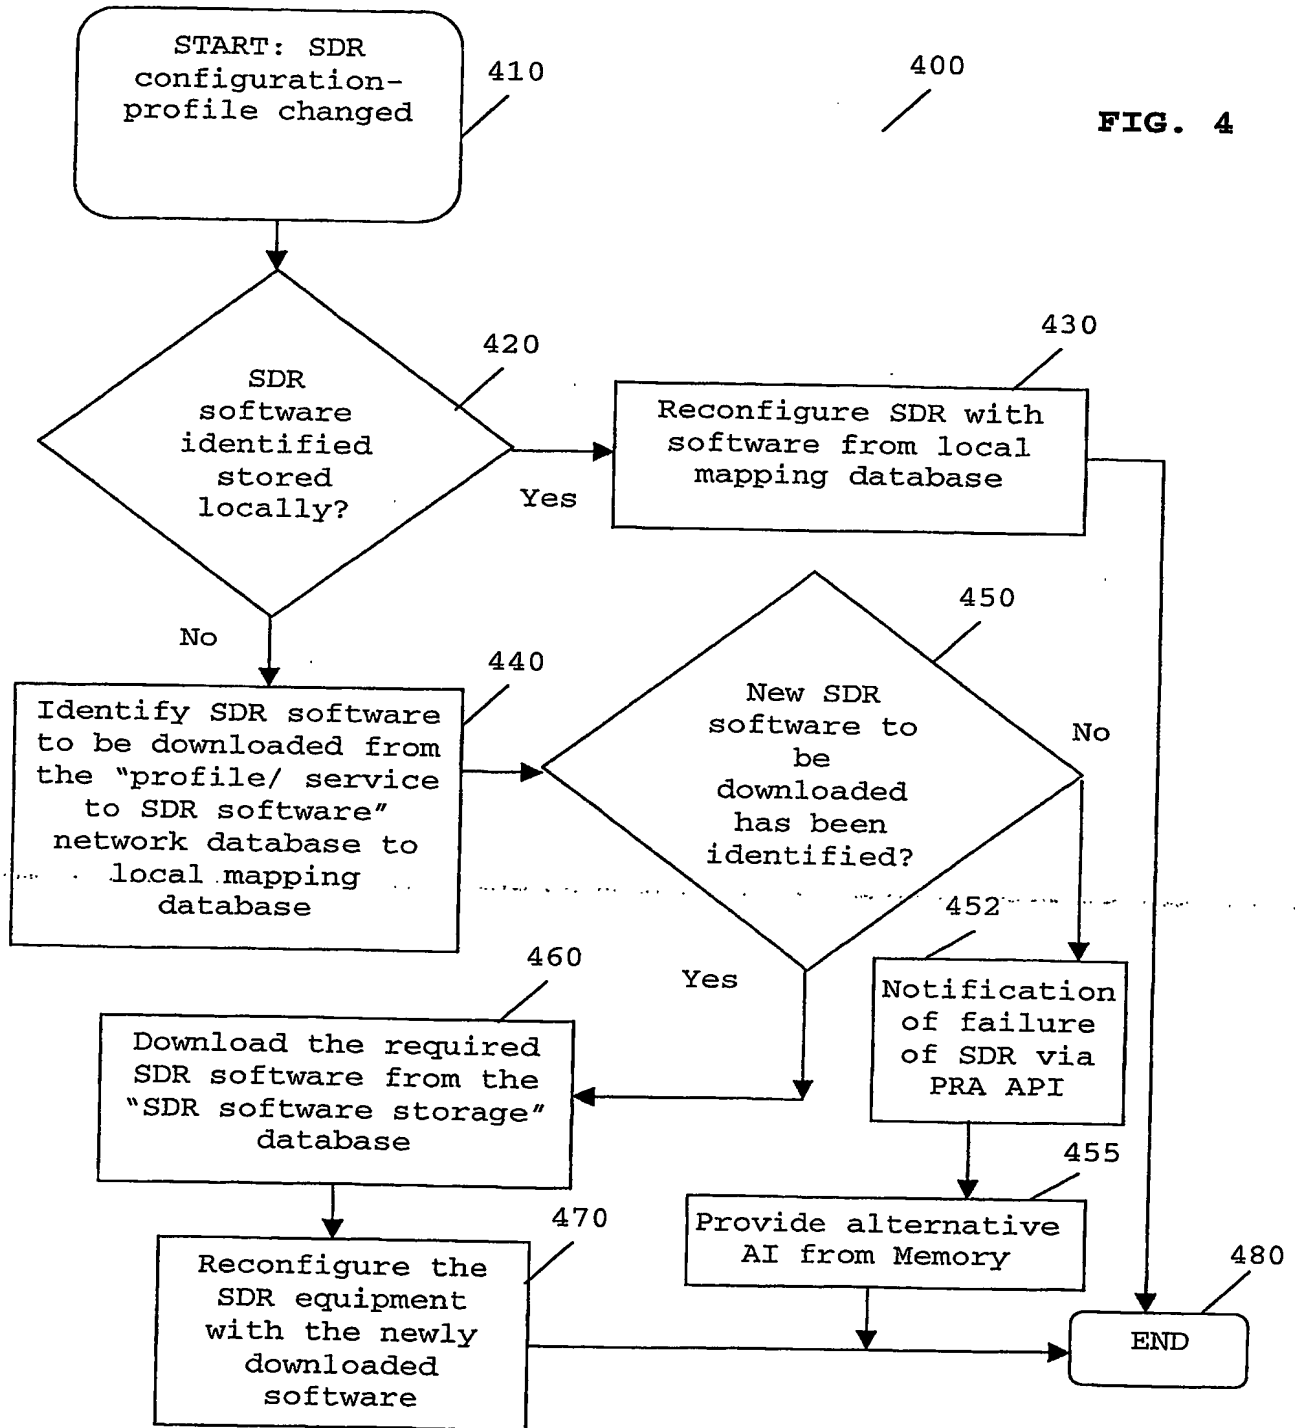 START: SDR
configuration-
profile changed
410
400
FIG. 4
420
SDR
software
identified
stored
locally?
Yes
430
Reconfigure SDR with
software from local
mapping database
No
440
Identify SDR software
to be downloaded from
the "profile/ service
to SDR software"
network database to
local mapping
database
450
New SDR
software to
be
downloaded
has been
identified?
No
Yes
452
Notification
of failure
of SDR via
PRA API
460
Download the required
SDR software from the
"SDR software storage"
database
455
Provide alternative
AI from Memory
470
Reconfigure the
SDR equipment
with the newly
downloaded
software
480
END